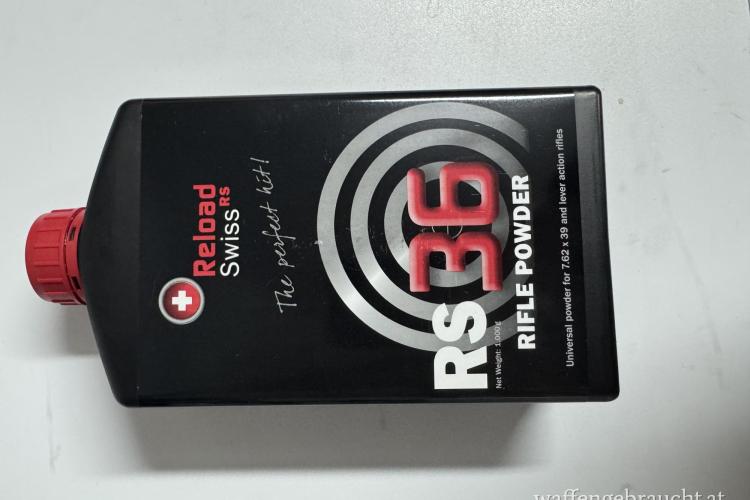 Reload
Swiss RS
The perfect hit!
RS 36
Net Weight: 1.000g
RIFLE POWDER
Universal powder for 7.62 x 39 and lever action rifles
waffengebraucht.at